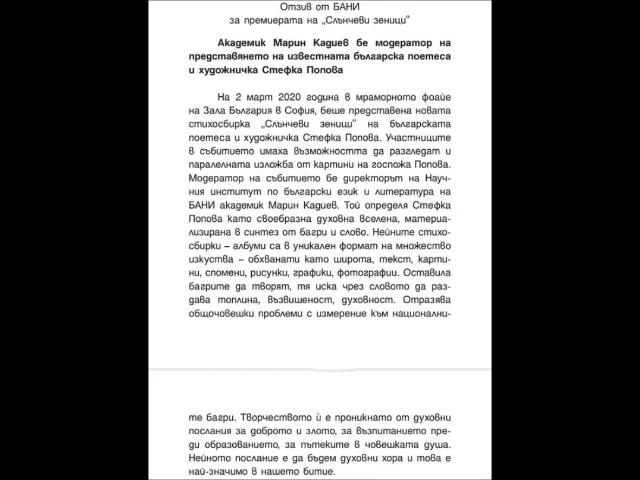 Отзив от БАНИ
за премиерата на „Слънчеви зеници“
Академик Марин Кадиев бе модератор на
представянето на известната българска поетеса
и художничка Стефка Попова
На 2 март 2020 година в мраморното фоайе
на Зала България в София, беше представена новата
стихосбирка „Слънчеви зеници“ на българската
поетеса и художничка Стефка Попова. Участниците
в събитието имаха възможността да разгледат и
паралелната изложба от картини на госпожа Попова.
Модератор на събитието бе директорът на Науч-
ния институт по български език и литература на
БАНИ академик Марин Кадиев. Той определя Стефка
Попова като своеобразна духовна вселена, материа-
лизирана в синтез от багри и слово. Нейните стихо-
сбирки – албуми са в уникален формат на множество
изкуства – обхванати като широта, текст, карти-
ни, спомени, рисунки, графики, фотографии. Оставила
багрите да творят, тя иска чрез словото да раз-
дава топлина, възвишеност, духовност. Отразява
общочовешки проблеми с измерение към национални-
те багри. Творчеството ѝ е проникнато от духовни
послания за доброто и злото, за възпитанието пре-
ди образованието, за пътеките в човешката душа.
Нейното послание е да бъдем духовни хора и това е
най-значимо в нашето битие.